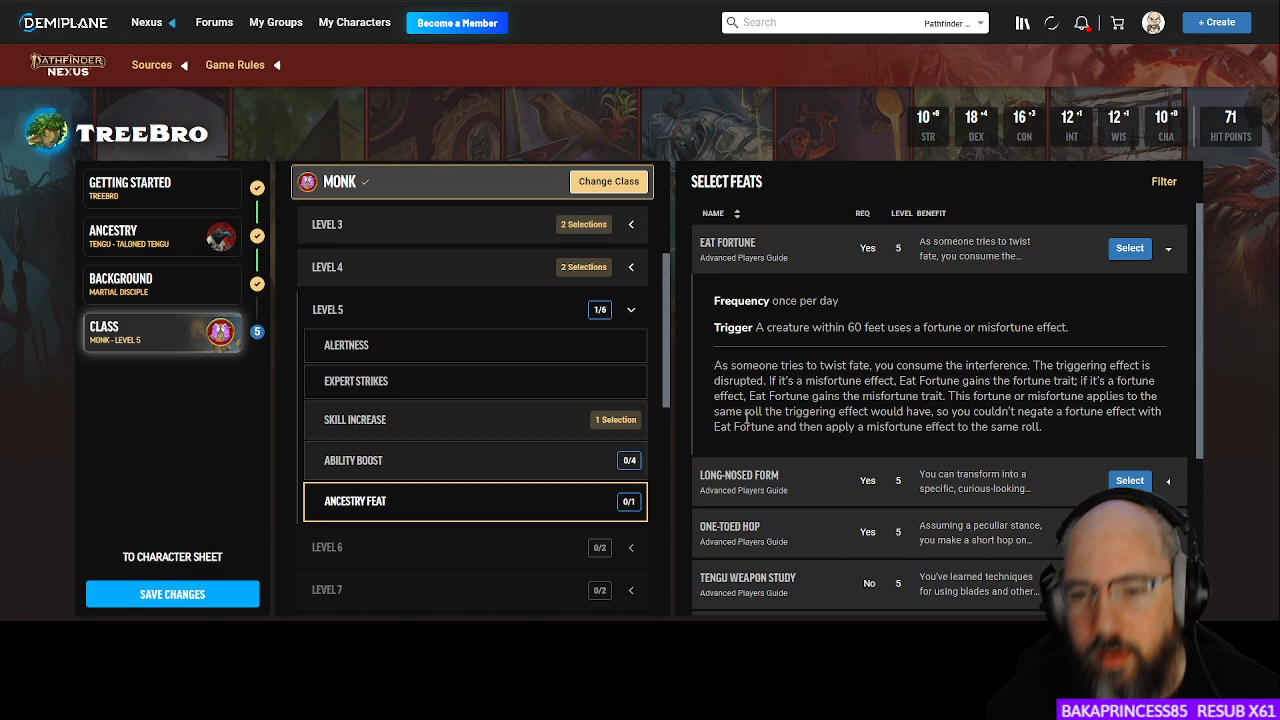 DEMIPLANE
Nexus
Forums
My Groups
My Characters
Become a Member
Search
Pathfinder ...
+ Create
PATHFINDER NEXUS
Sources
Game Rules
TREEBRO
10 +0 STR
18 +4 DEX
16 +3 CON
12 +1 INT
12 +1 WIS
10 +0 CHA
71 HIT POINTS
GETTING STARTED
TREEBRO
ANCESTRY
TENGU - TALONED TENGU
BACKGROUND
MARTIAL DISCIPLE
CLASS
MONK - LEVEL 5
5
TO CHARACTER SHEET
SAVE CHANGES
MONK
Change Class
LEVEL 3 2 Selections
LEVEL 4 2 Selections
LEVEL 5 1/6
ALERTNESS
EXPERT STRIKES
SKILL INCREASE 1 Selection
ABILITY BOOST 0/4
ANCESTRY FEAT 0/1
LEVEL 6 0/2
LEVEL 7 0/2
SELECT FEATS
Filter
NAME REQ LEVEL BENEFIT
EAT FORTUNE
Advanced Players Guide
Yes 5
As someone tries to twist
fate, you consume the...
Select
Frequency once per day
Trigger A creature within 60 feet uses a fortune or misfortune effect.
As someone tries to twist fate, you consume the interference. The triggering effect is
disrupted. If it's a misfortune effect, Eat Fortune gains the fortune trait; if it's a fortune
effect, Eat Fortune gains the misfortune trait. This fortune or misfortune applies to the
same roll the triggering effect would have, so you couldn't negate a fortune effect with
Eat Fortune and then apply a misfortune effect to the same roll.
LONG-NOSED FORM
Advanced Players Guide
Yes 5
You can transform into a
specific, curious-looking...
Select
ONE-TOED HOP
Advanced Players Guide
Yes 5
Assuming a peculiar stance,
you make a short hop on...
TENGU WEAPON STUDY
Advanced Players Guide
No 5
You've learned techniques
for using blades and other...
BAKAPRINCESS85 RESUB X61